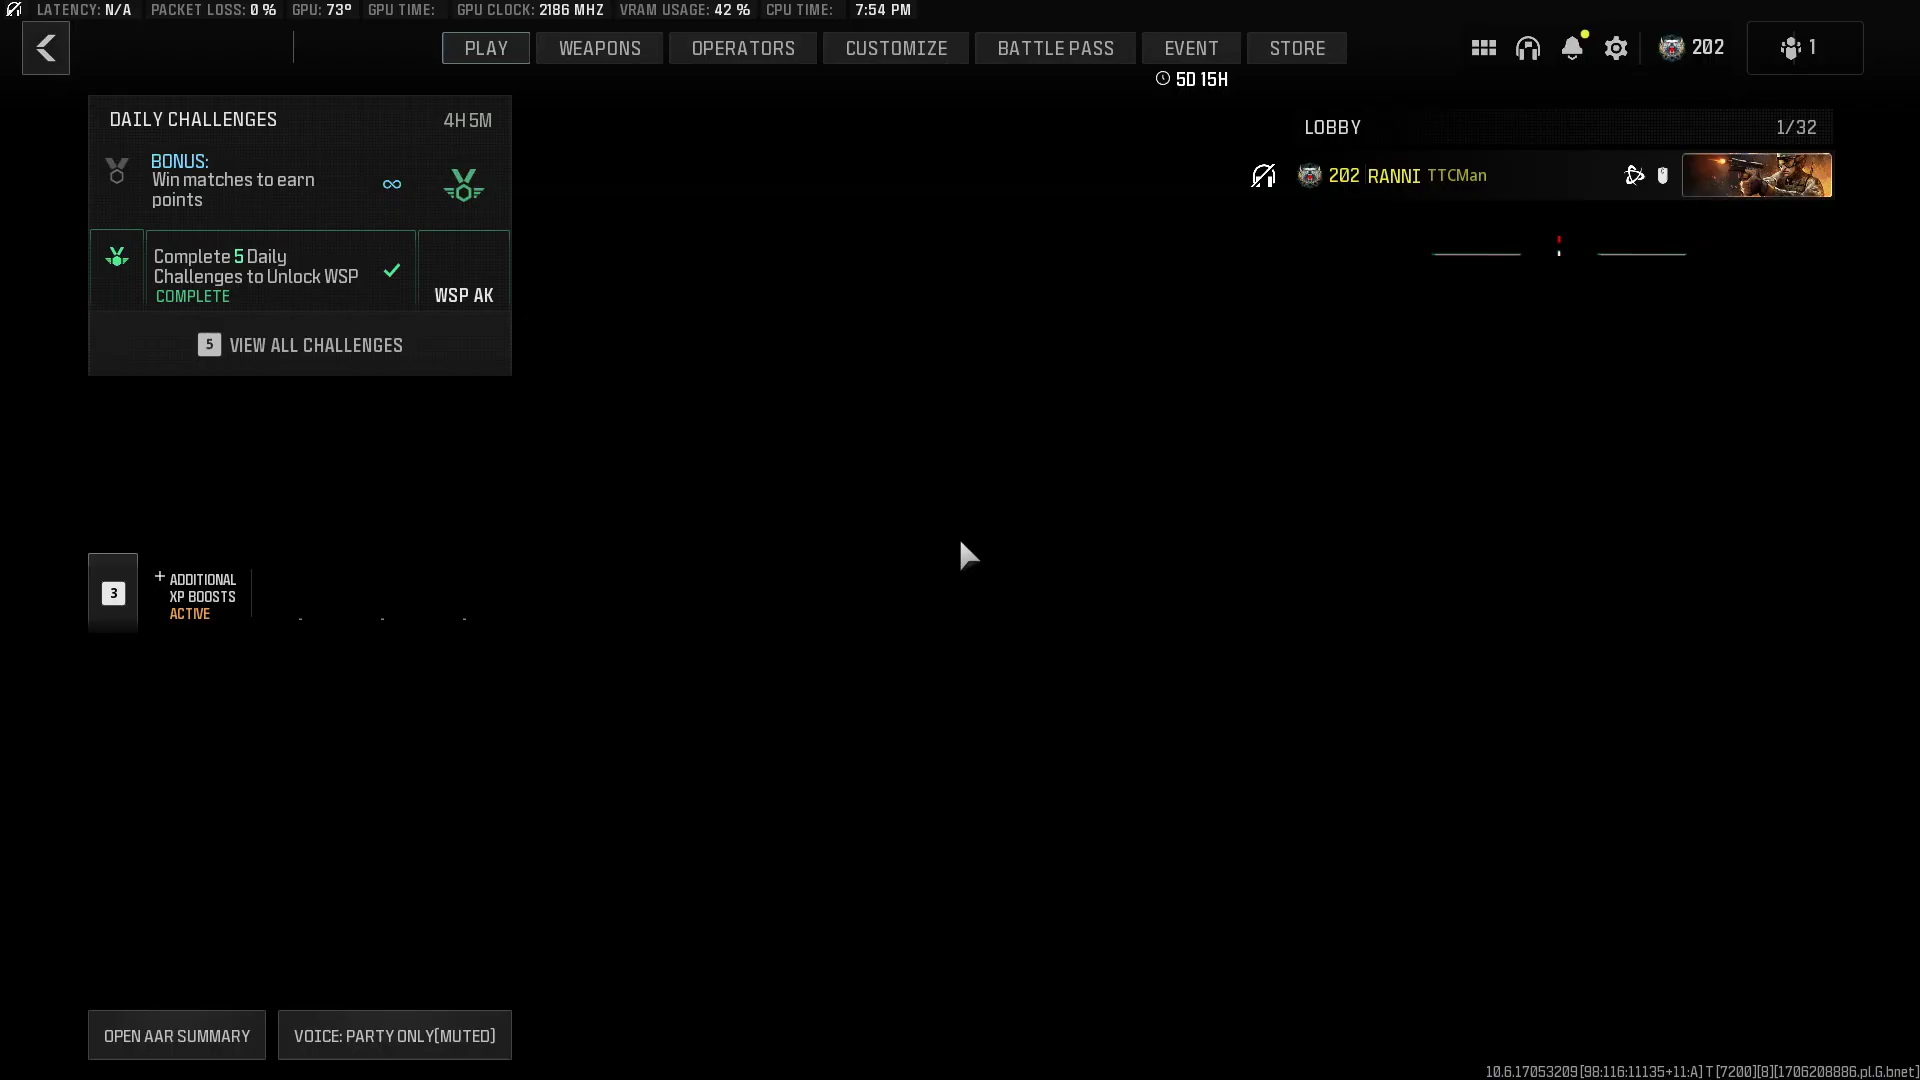 LATENCY: N/A PACKET LOSS: 0 % GPU: 73° GPU TIME: GPU CLOCK: 2186 MHZ VRAM USAGE: 42 % CPU TIME: 7:54 PM
PLAY WEAPONS OPERATORS CUSTOMIZE BATTLE PASS EVENT STORE 202 1
5D 15H
DAILY CHALLENGES 4H 5M
BONUS:
Win matches to earn
points
Complete 5 Daily
Challenges to Unlock WSP
COMPLETE
WSP AK
5 VIEW ALL CHALLENGES
LOBBY 1/32
202 RANNI TTCMan
3
+ ADDITIONAL
XP BOOSTS
ACTIVE
OPEN AAR SUMMARY VOICE: PARTY ONLY[MUTED]
10.6.17053209[98:116:11135+11:A] T [7200][8][1706208886.pl.G.bnet]